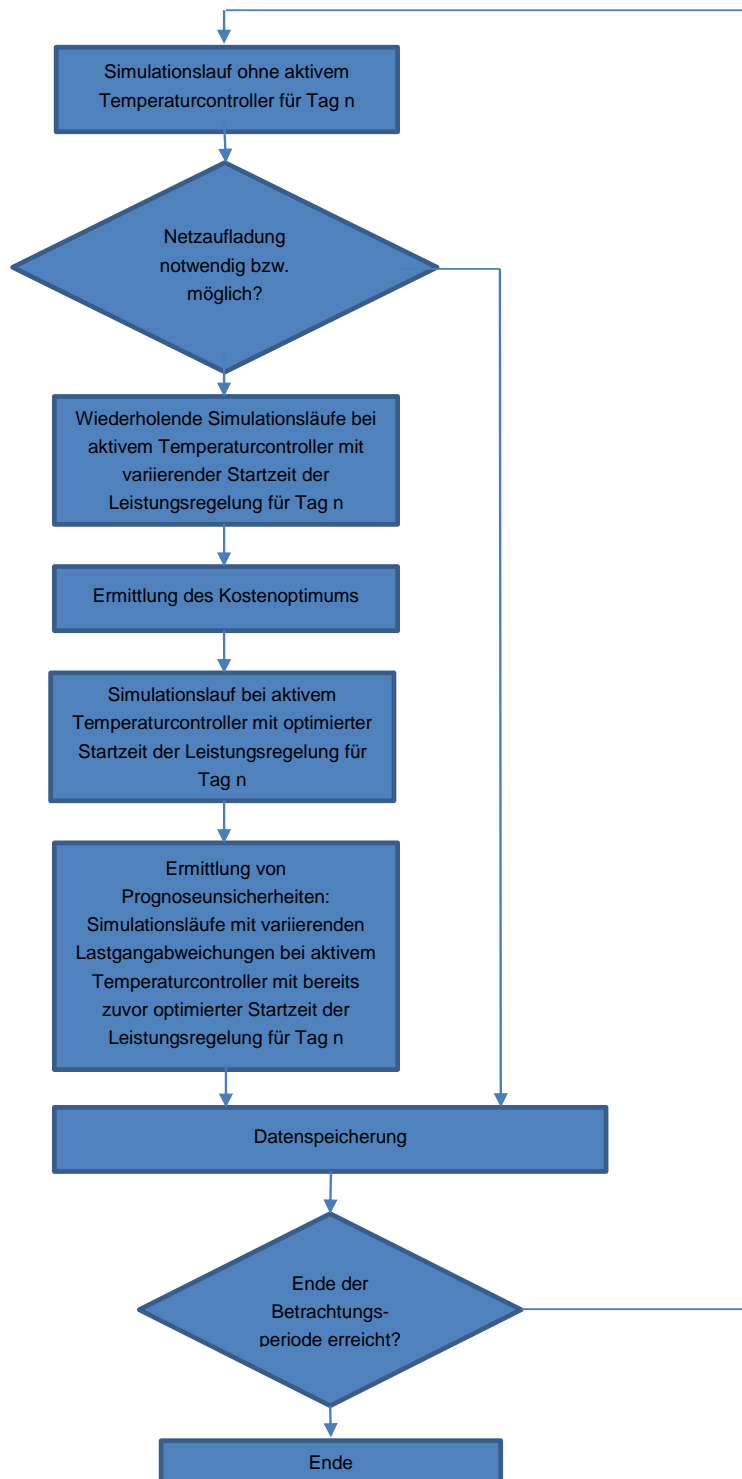 Simulationslauf ohne aktivem
Temperaturcontroller für Tag n
Netzaufladung
notwendig bzw.
möglich?
Wiederholende Simulationsläufe bei
aktivem Temperaturcontroller mit
variierender Startzeit der
Leistungsregelung für Tag n
Ermittlung des Kostenoptimums
Simulationslauf bei aktivem
Temperaturcontroller mit optimierter
Startzeit der Leistungsregelung für
Tag n
Ermittlung von
Prognoseunsicherheiten:
Simulationsläufe mit variierenden
Lastgangabweichungen bei aktivem
Temperaturcontroller mit bereits
zuvor optimierter Startzeit der
Leistungsregelung für Tag n
Datenspeicherung
Ende der
Betrachtungs-
periode erreicht?
Ende